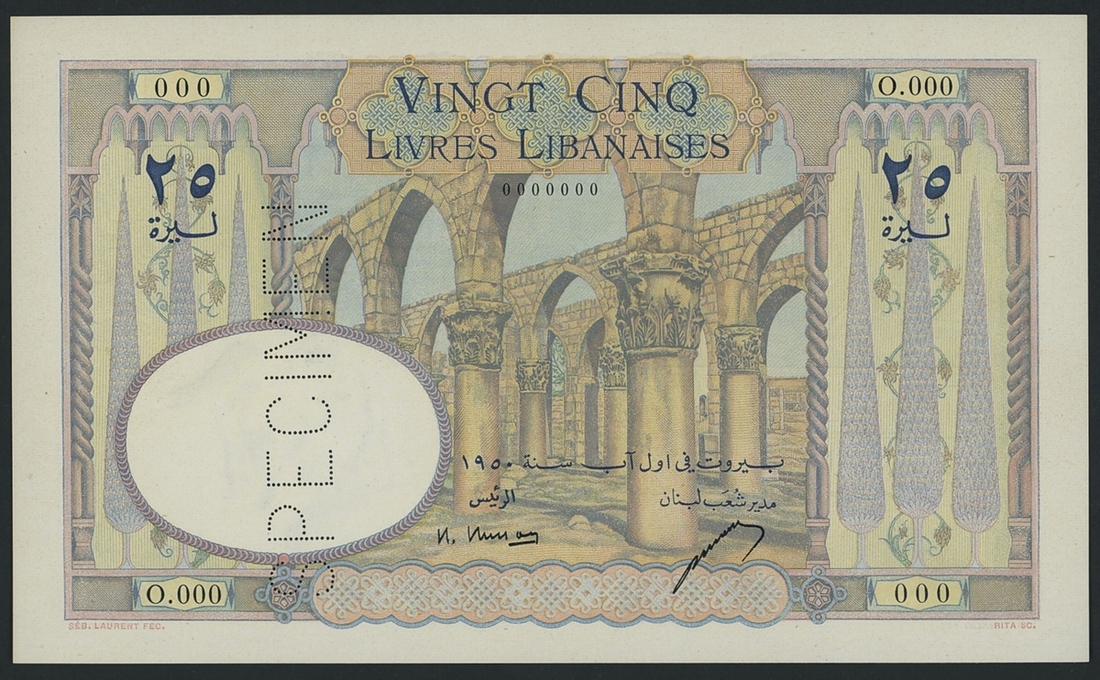 000
O.000
VINGT CINQ
LIVRES LIBANAISES
0000000
٢٥
ليرة
٢٥
ليرة
SPECIMEN
بيروت في اول آب سنة ١٩٥٠
الرئيس
مدير شعب لبنان
O.000
000
SÉB. LAURENT FEC.
RITA SC.